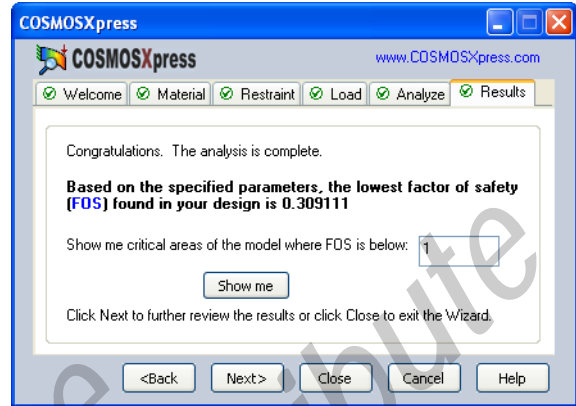 COSMOSXpress
COSMOSXpress www.COSMOSXpress.com
Welcome Material Restraint Load Analyze Results
Congratulations. The analysis is complete.
Based on the specified parameters, the lowest factor of safety
(FOS) found in your design is 0.309111
Show me critical areas of the model where FOS is below: 1
Show me
Click Next to further review the results or click Close to exit the Wizard.
<Back Next> Close Cancel Help